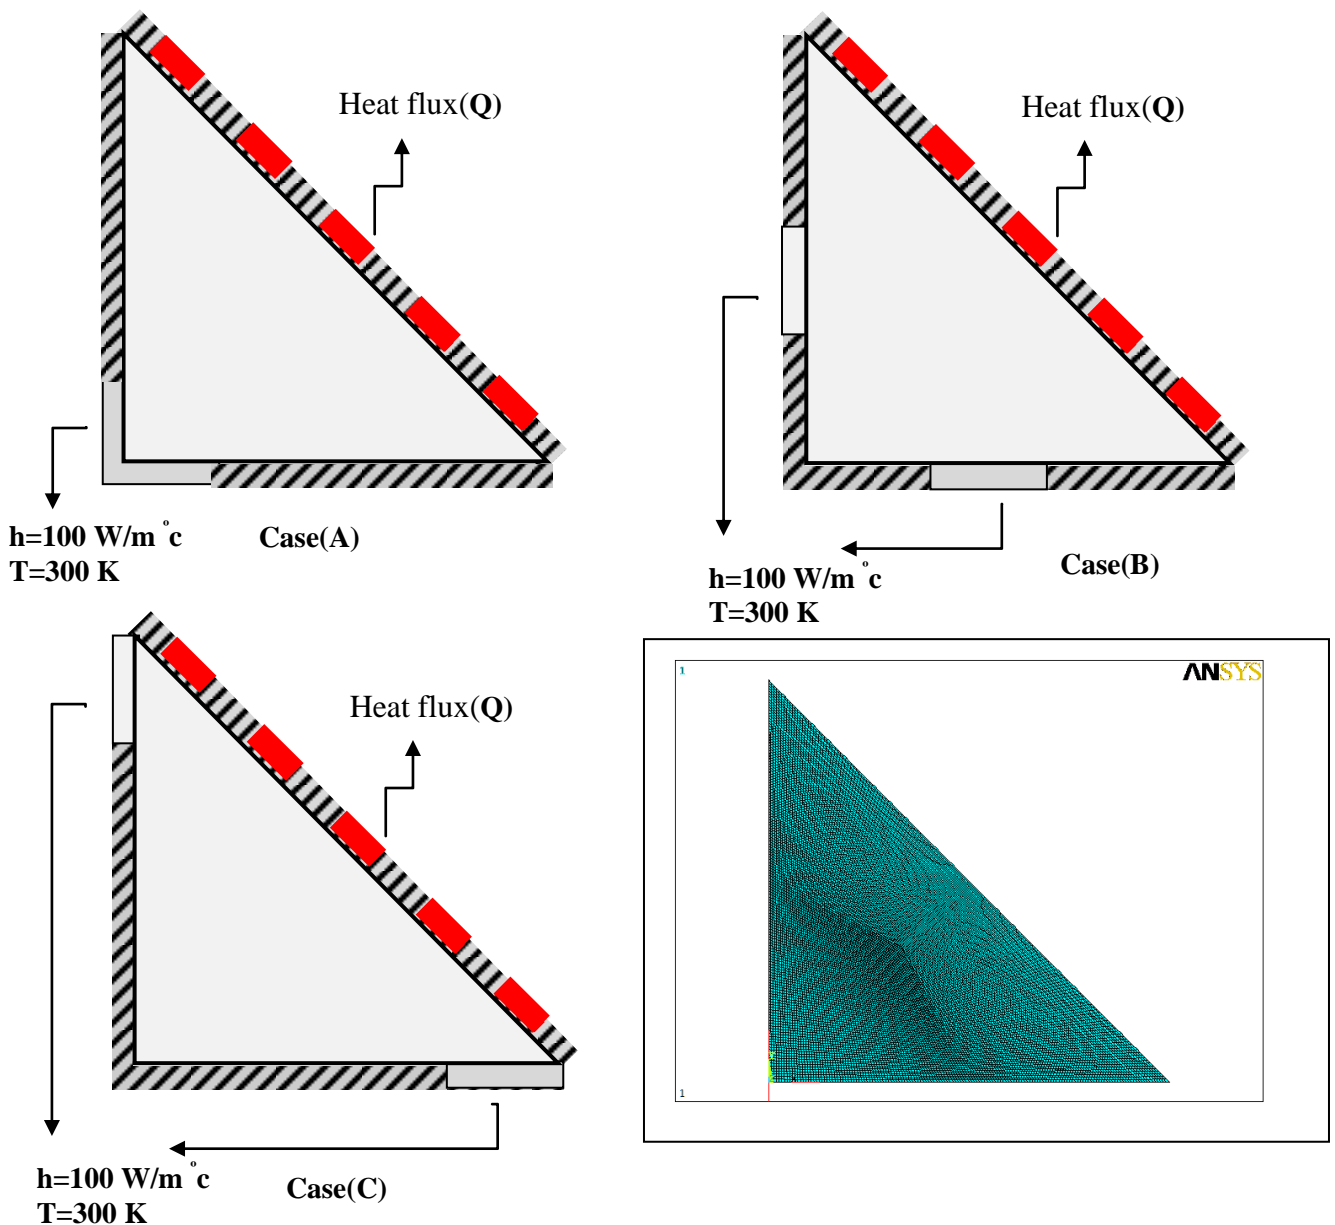 Heat flux(Q)
h=100 W/m °c
T=300 K
Case(A)
Heat flux(Q)
h=100 W/m °c
T=300 K
Case(B)
Heat flux(Q)
h=100 W/m °c
T=300 K
Case(C)
1
ANSYS
1